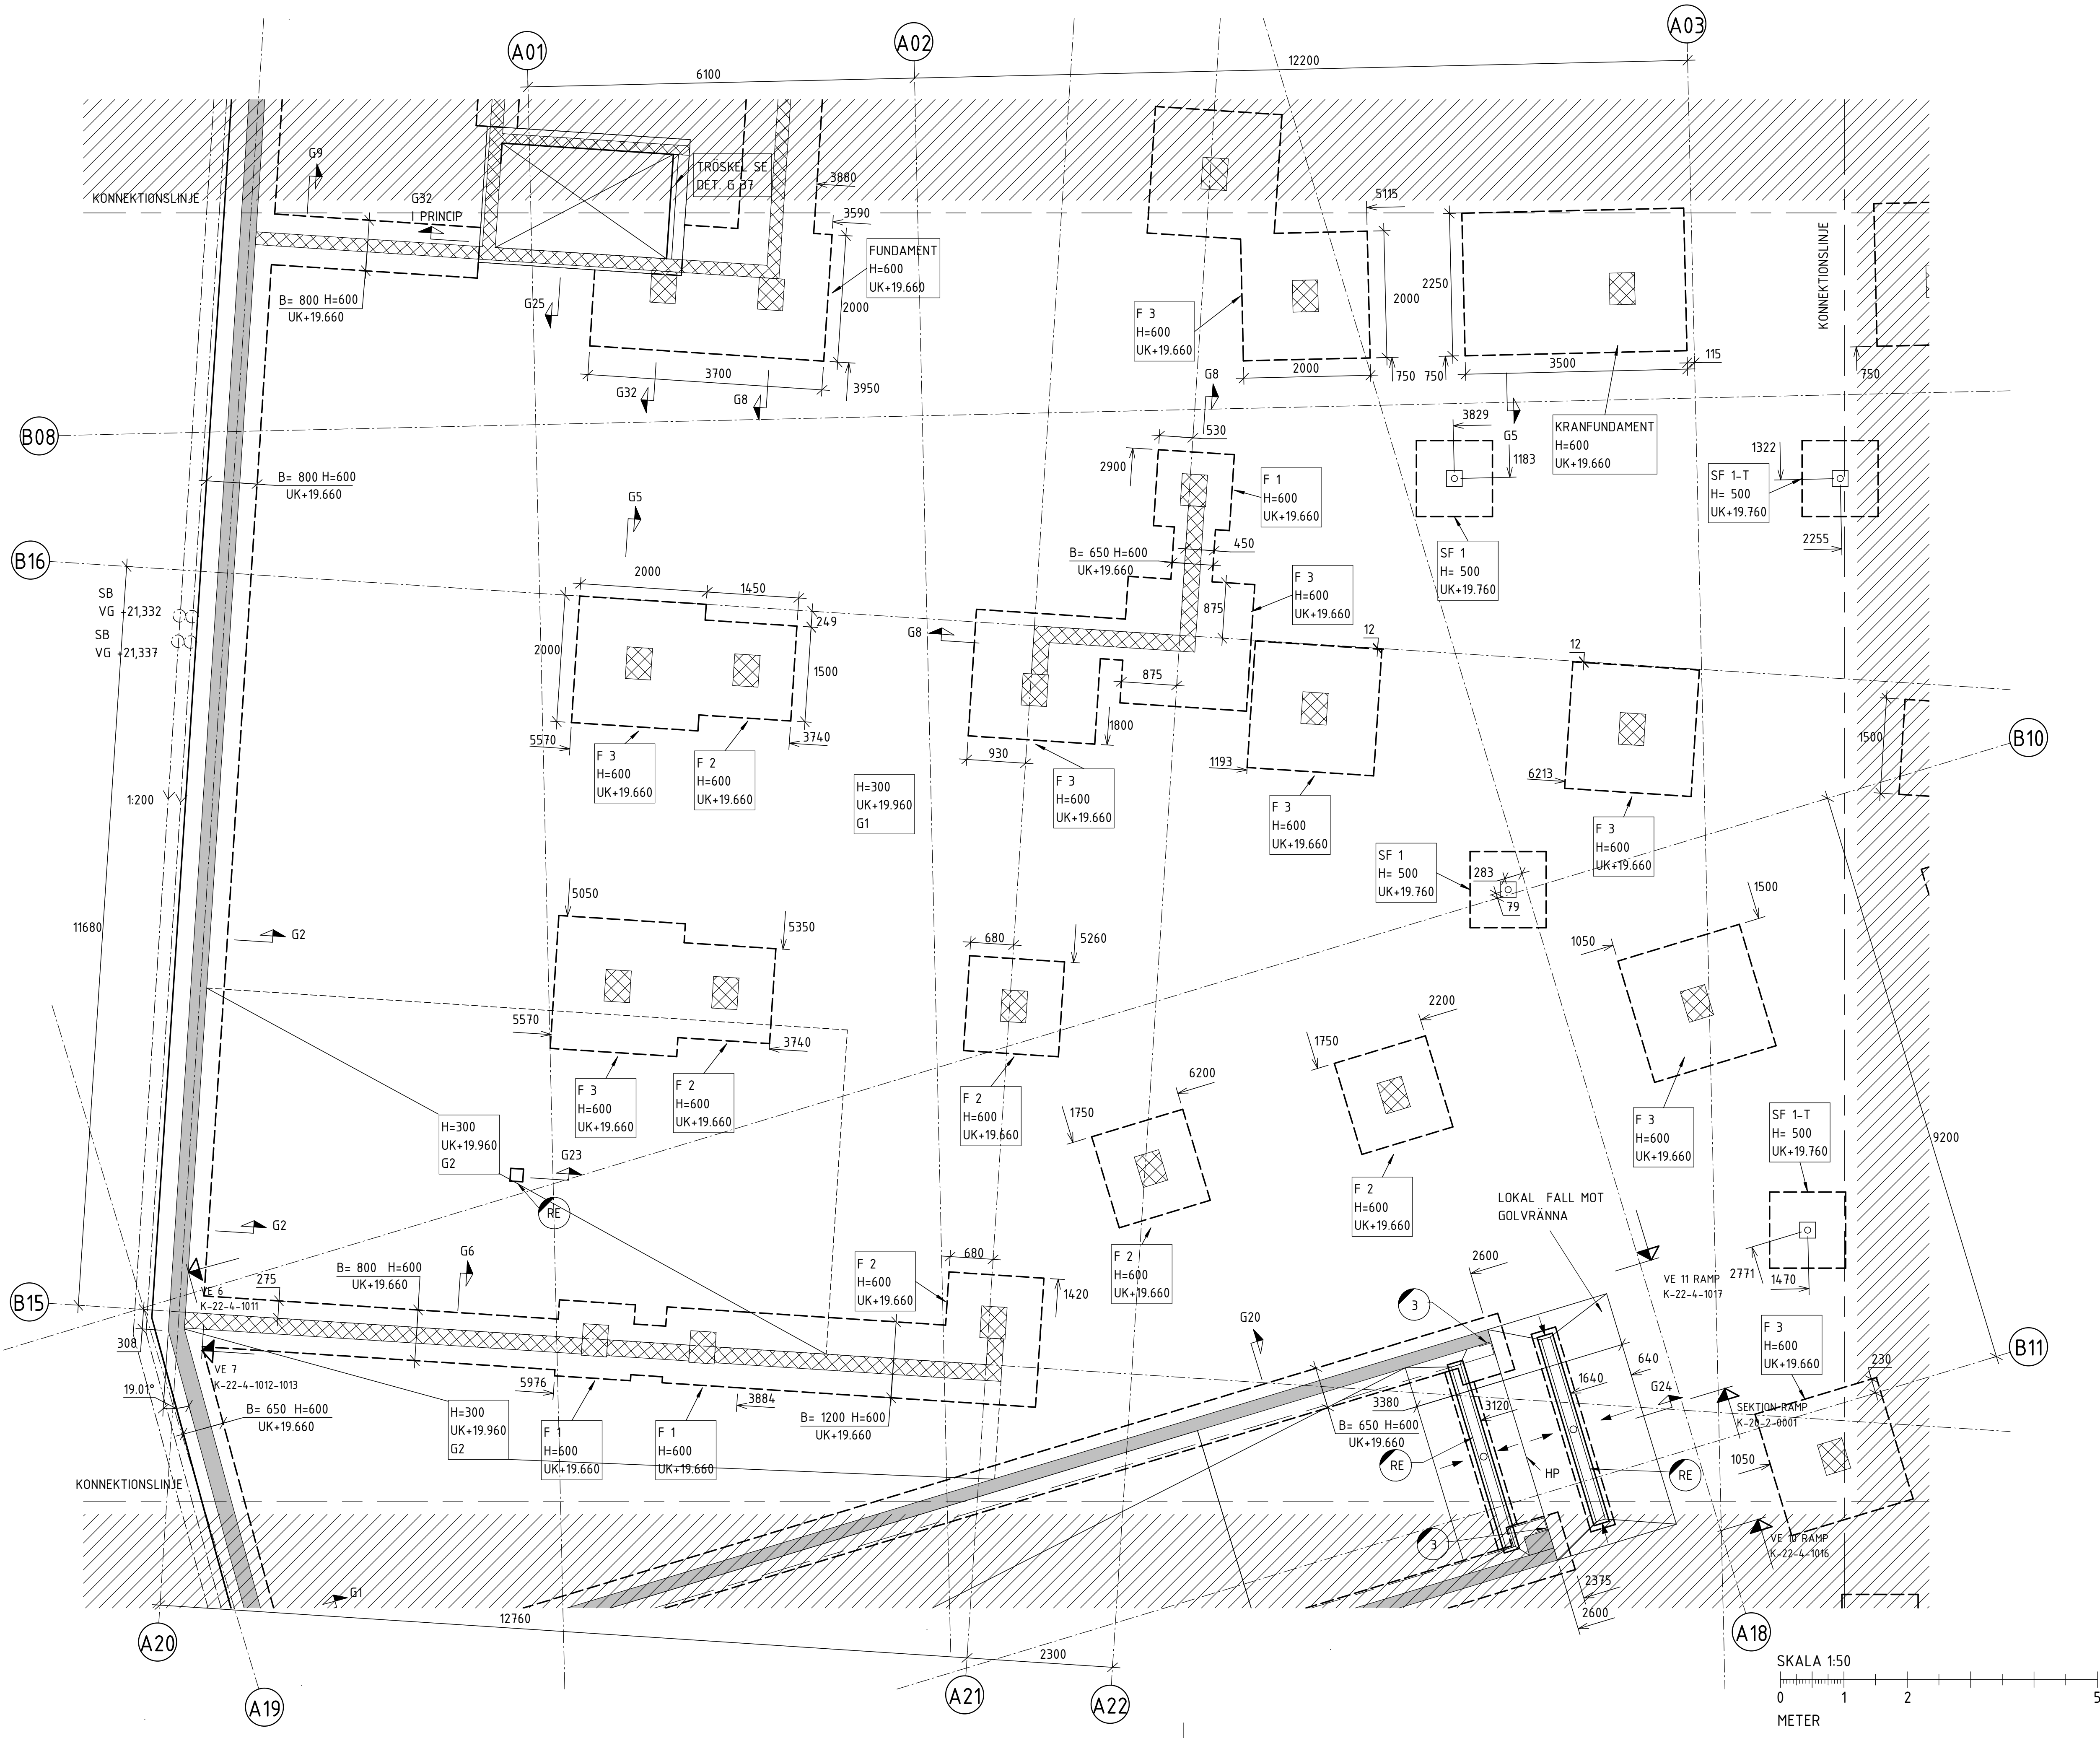 A01
A02
A03
6100
12200
G9
KONNEKTIONSLINJE
G32
I PRINCIP
TRÖSKEL SE
DET. G 37
3880
3590
FUNDAMENT
H=600
UK+19.660
2000
B= 800 H=600
UK+19.660
G25
3700
3950
G32
G8
5115
2250
2000
F 3
H=600
UK+19.660
2000
750
750
3500
115
KONNEKTIONSLINJE
750
G8
B08
530
2900
3829
G5
1183
KRANFUNDAMENT
H=600
UK+19.660
1322
SF 1-T
H= 500
UK+19.760
2255
B= 800 H=600
UK+19.660
F 1
H=600
UK+19.660
G5
SF 1
H= 500
UK+19.760
B16
450
B= 650 H=600
UK+19.660
2000
1450
F 3
H=600
UK+19.660
SB
VG +21,332
SB
VG +21,337
249
875
G8
12
12
2000
1500
875
1800
5570
3740
930
1193
6213
1500
B10
F 3
H=600
UK+19.660
F 2
H=600
UK+19.660
H=300
UK+19.960
G1
F 3
H=600
UK+19.660
F 3
H=600
UK+19.660
F 3
H=600
UK+19.660
1:200
SF 1
H= 500
UK+19.760
283
79
1500
11680
G2
5050
5350
680
5260
1050
5570
3740
2200
1750
F 3
H=600
UK+19.660
F 2
H=600
UK+19.660
F 2
H=600
UK+19.660
6200
1750
F 3
H=600
UK+19.660
SF 1-T
H= 500
UK+19.760
9200
H=300
UK+19.960
G2
G23
RE
G2
F 2
H=600
UK+19.660
LOKAL FALL MOT
GOLVRÄNNA
F 2
H=600
UK+19.660
G6
B= 800 H=600
UK+19.660
275
VE 6
K-22-4-1011
F 2
H=600
UK+19.660
680
1420
2600
2771
1470
VE 11 RAMP
K-22-4-1017
B15
308
VE 7
K-22-4-1012-1013
3
G20
F 3
H=600
UK+19.660
B11
230
19.01°
5976
3884
B= 650 H=600
UK+19.660
H=300
UK+19.960
G2
F 1
H=600
UK+19.660
F 1
H=600
UK+19.660
B= 1200 H=600
UK+19.660
3380
B= 650 H=600
UK+19.660
3120
1640
640
G24
SEKTION RAMP
K-20-2-0001
RE
HP
RE
1050
KONNEKTIONSLINJE
3
VE 10 RAMP
K-22-4-1016
G1
2375
2600
12760
2300
A20
A19
A21
A22
A18
SKALA 1:50
0 1 2 5
METER